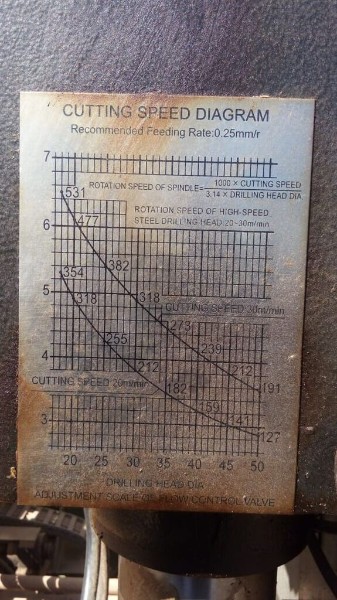 CUTTING SPEED DIAGRAM
Recommended Feeding Rate:0.25mm/r
7
ROTATION SPEED OF SPINDLE= 1000 × CUTTING SPEED
3.14 × DRILLING HEAD DIA
531
ROTATION SPEED OF HIGH-SPEED
STEEL DRILLING HEAD 20~30m/min
6
477
382
354
318
318
5
CUTTING SPEED 30m/min
273
255
239
4
212
212
CUTTING SPEED 20m/min
182
191
159
141
3
127
20 25 30 35 40 45 50
DRILLING HEAD DIA
ADJUSTMENT SCALE OF FLOW CONTROL VALVE